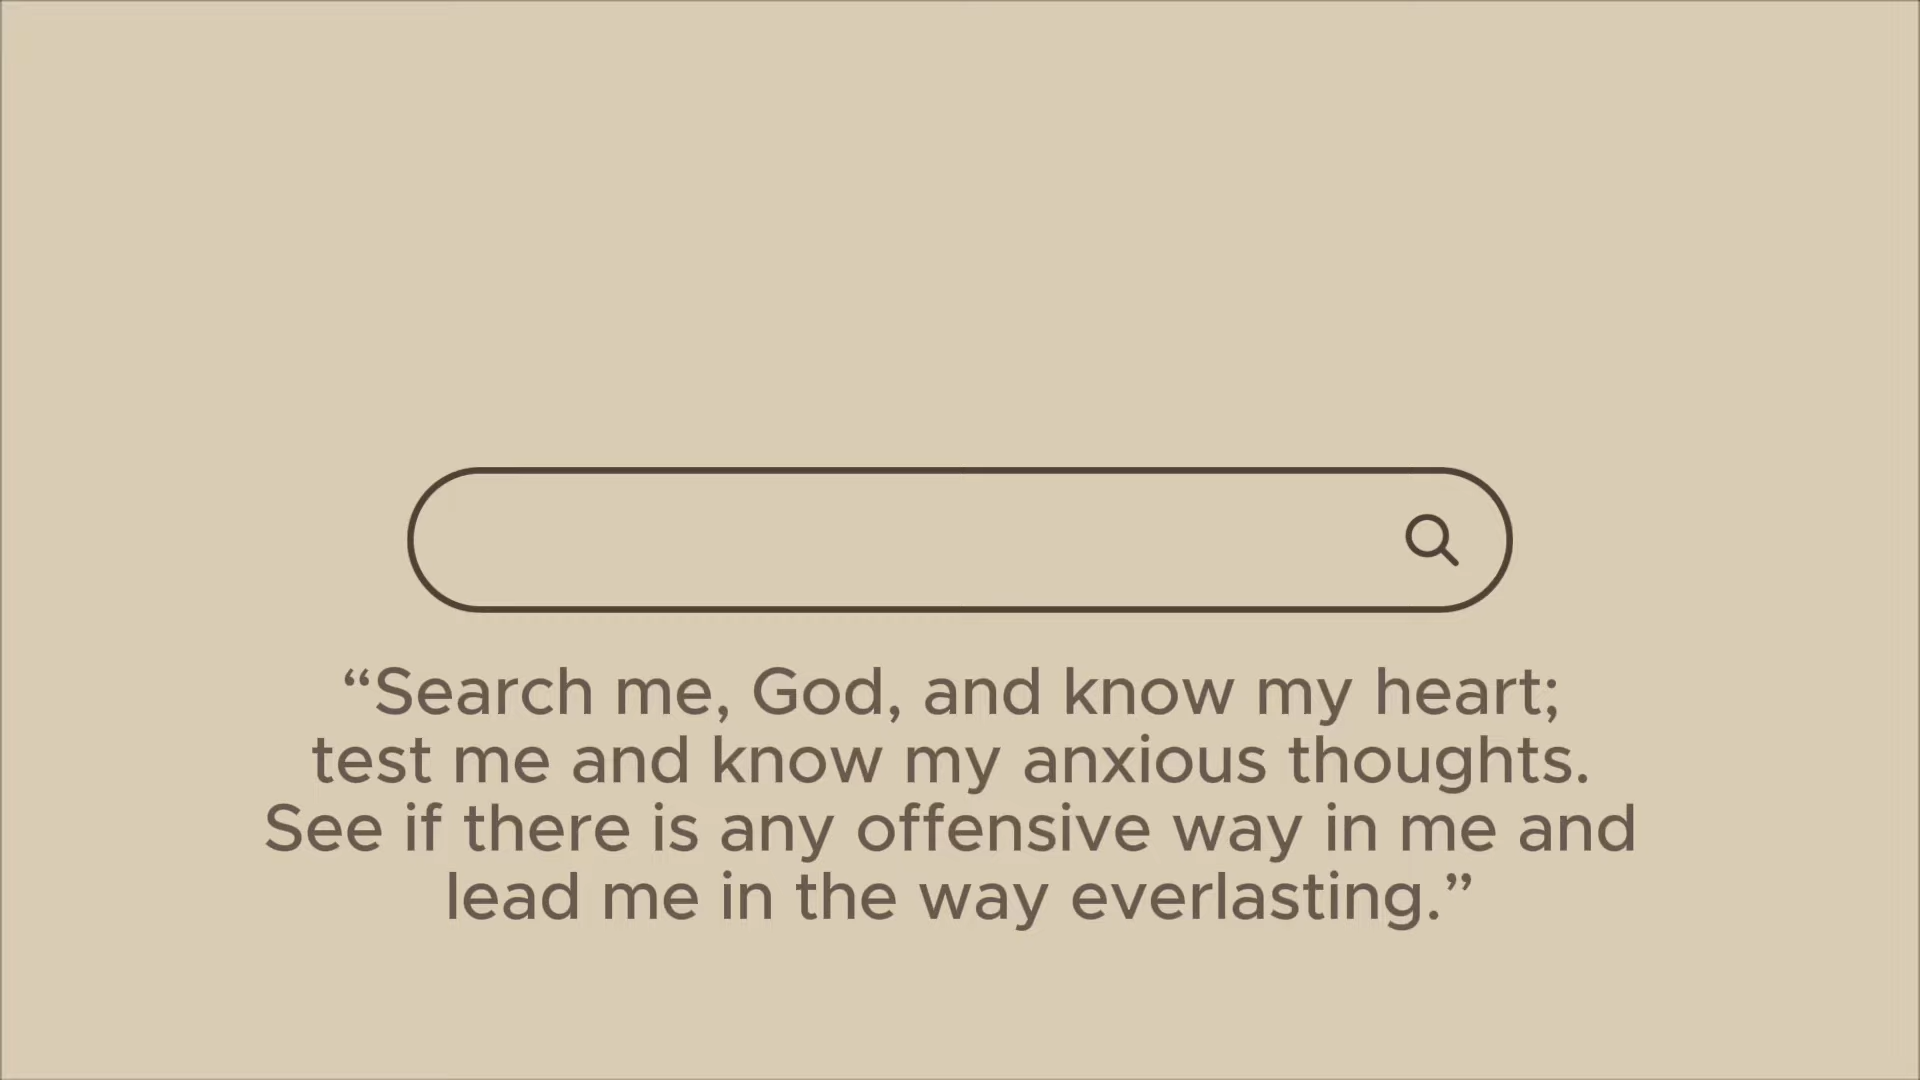 “Search me, God, and know my heart;
test me and know my anxious thoughts.
See if there is any offensive way in me and
lead me in the way everlasting.”